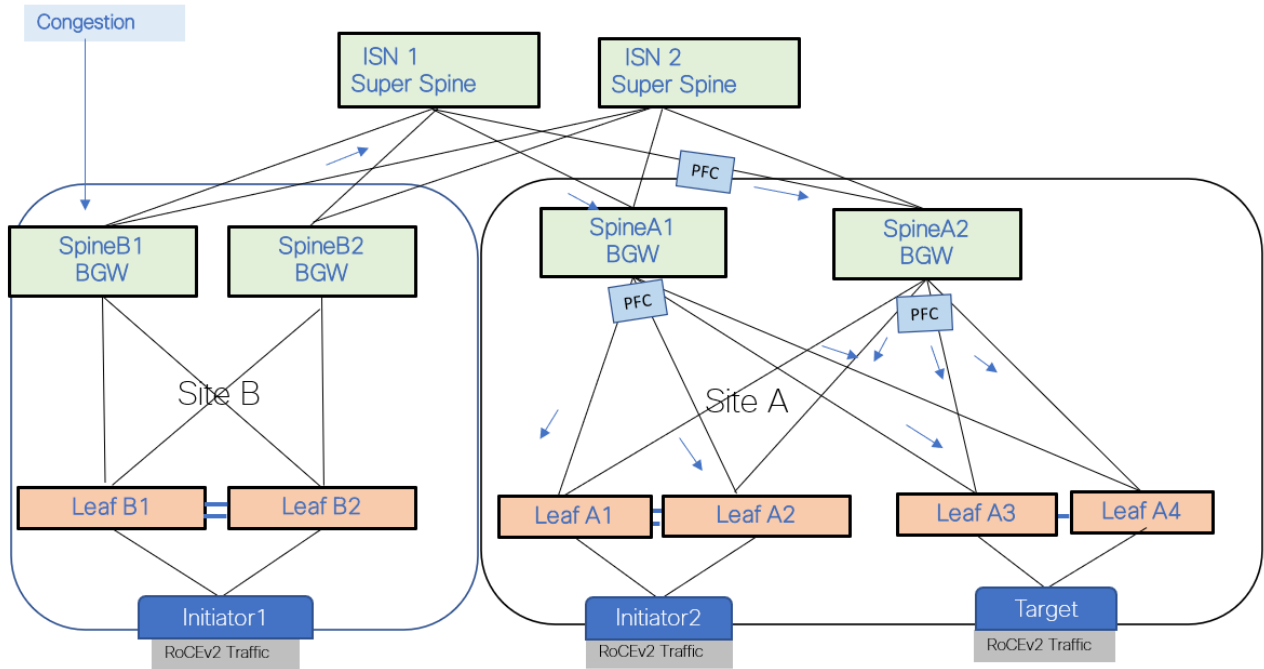 Congestion
ISN 1
Super Spine
ISN 2
Super Spine
PFC
SpineB1
BGW
SpineB2
BGW
SpineA1
BGW
SpineA2
BGW
PFC
PFC
Site B
Site A
Leaf B1
Leaf B2
Leaf A1
Leaf A2
Leaf A3
Leaf A4
Initiator1
RoCEv2 Traffic
Initiator2
RoCEv2 Traffic
Target
RoCEv2 Traffic